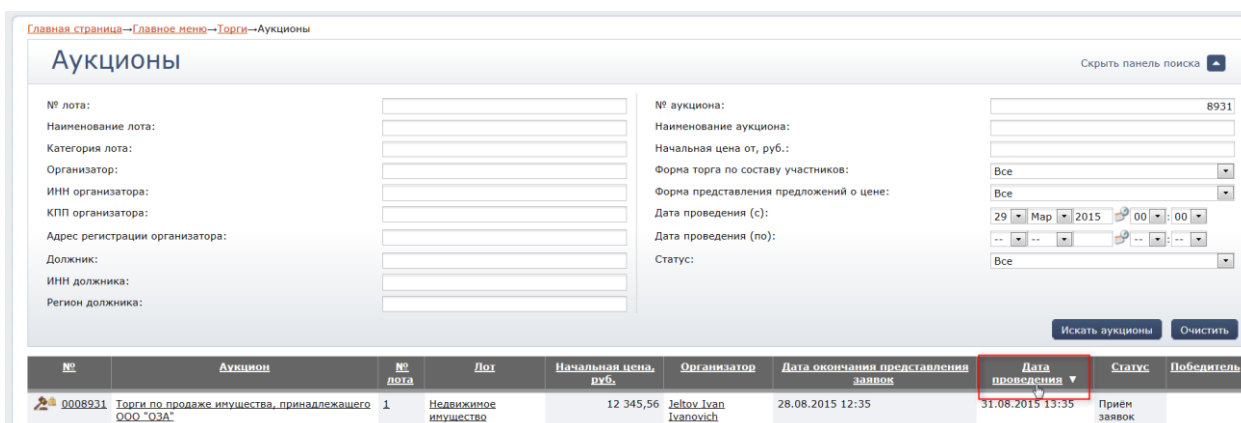 Главная страница→Главное меню→Торги→Аукционы
Аукционы
Скрыть панель поиска
№ лота:
№ аукциона: 8931
Наименование лота:
Наименование аукциона:
Категория лота:
Начальная цена от, руб.:
Организатор:
Форма торга по составу участников: Все
ИНН организатора:
Форма представления предложений о цене: Все
КПП организатора:
Дата проведения (с): 29 Мар 2015 00 : 00
Адрес регистрации организатора:
Дата проведения (по): -- -- -- : --
Должник:
Статус: Все
ИНН должника:
Регион должника:
Искать аукционы Очистить
№ Аукцион № лота Лот Начальная цена, руб. Организатор Дата окончания представления заявок Дата проведения ▼ Статус Победитель
0008931 Торги по продаже имущества, принадлежащего 1 Недвижимое 12 345,56 Jeltov Ivan 28.08.2015 12:35 31.08.2015 13:35 Приём
ООО "ОЗА" имущество Ivanovich заявок